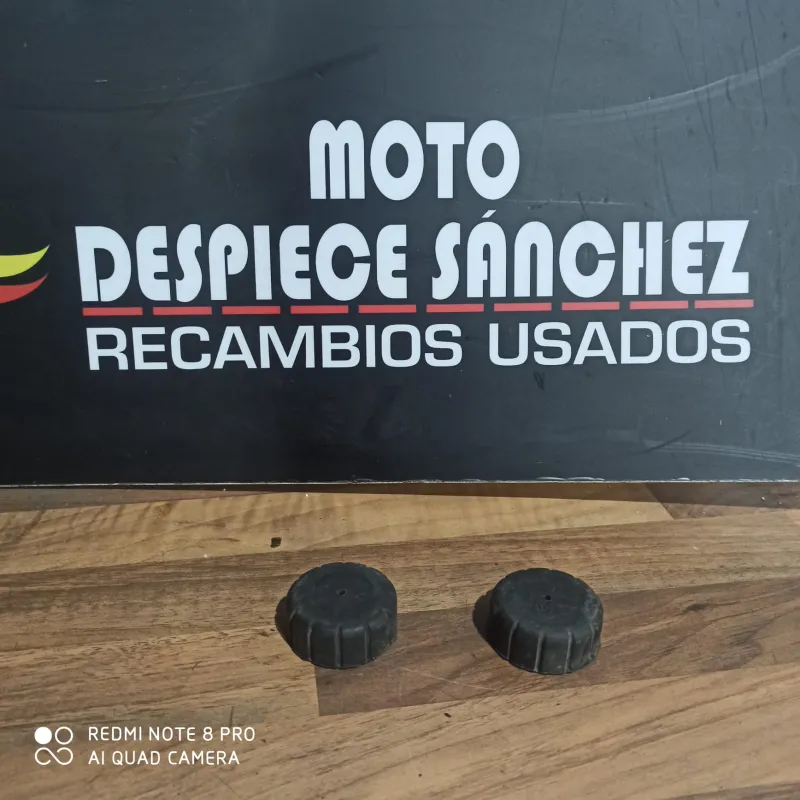 MOTO
DESPIECE SÁNCHEZ
RECAMBIOS USADOS
REDMI NOTE 8 PRO
AI QUAD CAMERA